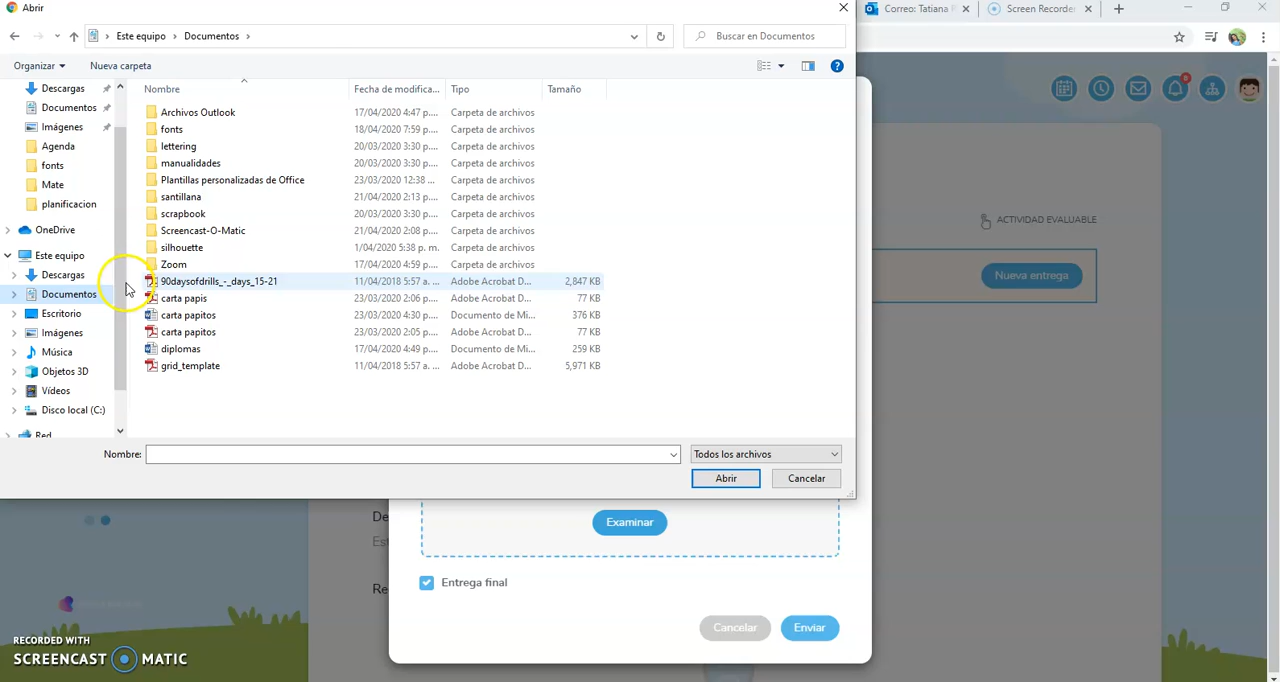 Abrir
Correo: Tatiana
Screen Recorder
Este equipo
Documentos
Buscar en Documentos
Organizar
Nueva carpeta
Nombre
Fecha de modifica...
Tipo
Tamaño
Descargas
Documentos
Imágenes
Agenda
fonts
Mate
planificacion
OneDrive
Este equipo
Descargas
Documentos
Escritorio
Imágenes
Música
Objetos 3D
Vídeos
Disco local (C:)
Red
Archivos Outlook 17/04/2020 4:47 p.... Carpeta de archivos
fonts 18/04/2020 7:59 p.... Carpeta de archivos
lettering 20/03/2020 3:30 p.... Carpeta de archivos
manualidades 20/03/2020 3:30 p.... Carpeta de archivos
Plantillas personalizadas de Office 23/03/2020 12:38 ... Carpeta de archivos
santillana 21/04/2020 2:13 p.... Carpeta de archivos
scrapbook 20/03/2020 3:30 p.... Carpeta de archivos
Screencast-O-Matic 21/04/2020 2:08 p.... Carpeta de archivos
silhouette 1/04/2020 5:38 p. m. Carpeta de archivos
Zoom 17/04/2020 4:59 p.... Carpeta de archivos
90daysofdrills_-_days_15-21 11/04/2018 5:57 a. ... Adobe Acrobat D... 2,847 KB
carta papis 23/03/2020 2:06 p.... Adobe Acrobat D... 77 KB
carta papitos 23/03/2020 4:30 p.... Documento de Mi... 376 KB
carta papitos 23/03/2020 2:05 p.... Adobe Acrobat D... 77 KB
diplomas 17/04/2020 4:49 p.... Documento de Mi... 259 KB
grid_template 11/04/2018 5:57 a. ... Adobe Acrobat D... 5,971 KB
Nombre:
Todos los archivos
Abrir
Cancelar
ACTIVIDAD EVALUABLE
Nueva entrega
De
Est
Re
Examinar
Entrega final
Cancelar
Enviar
RECORDED WITH
SCREENCAST MATIC